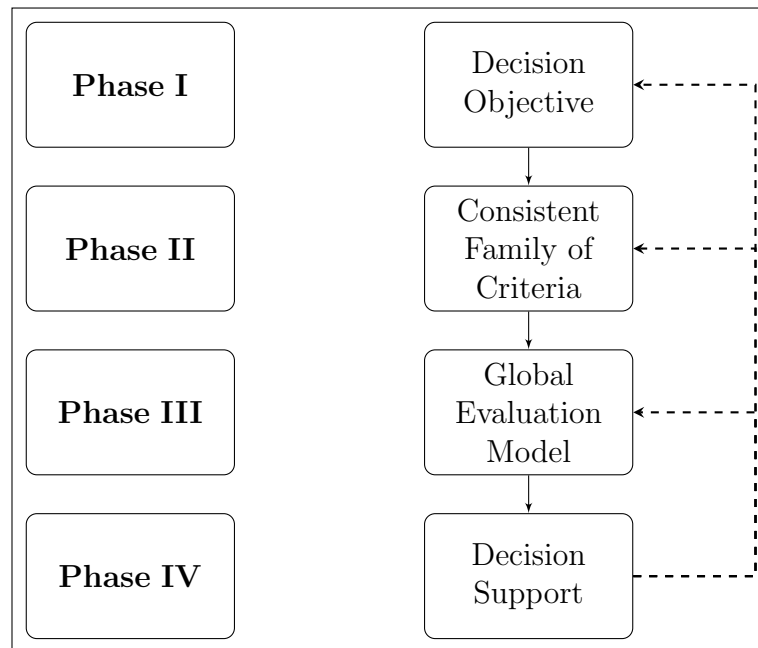 Phase I
Decision
Objective
Phase II
Consistent
Family of
Criteria
Phase III
Global
Evaluation
Model
Phase IV
Decision
Support